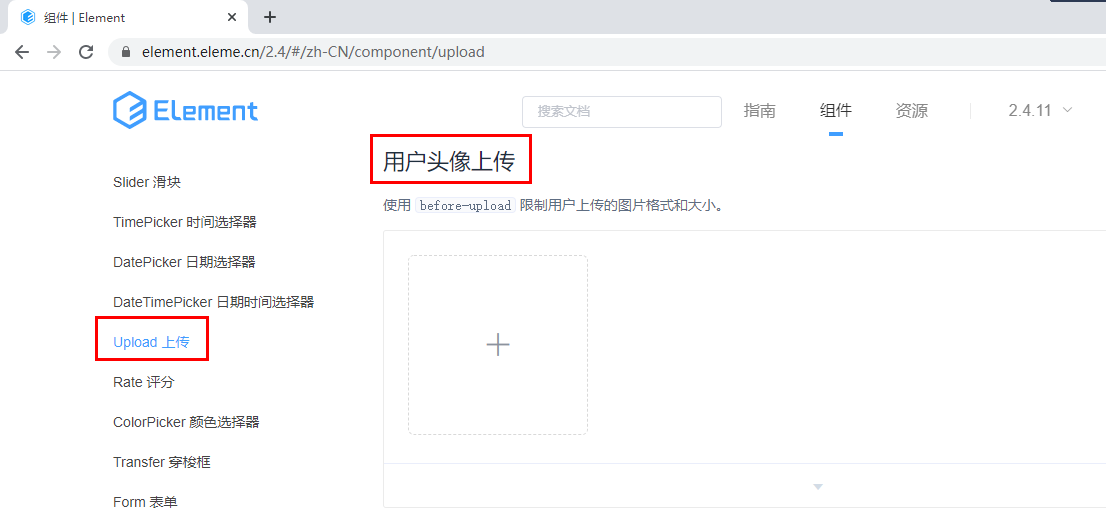 组件 | Element
element.eleme.cn/2.4/#/zh-CN/component/upload
Element
搜索文档
指南
组件
资源
2.4.11
Slider 滑块
TimePicker 时间选择器
DatePicker 日期选择器
DateTimePicker 日期时间选择器
Upload 上传
Rate 评分
ColorPicker 颜色选择器
Transfer 穿梭框
Form 表单
用户头像上传
使用 before-upload 限制用户上传的图片格式和大小。